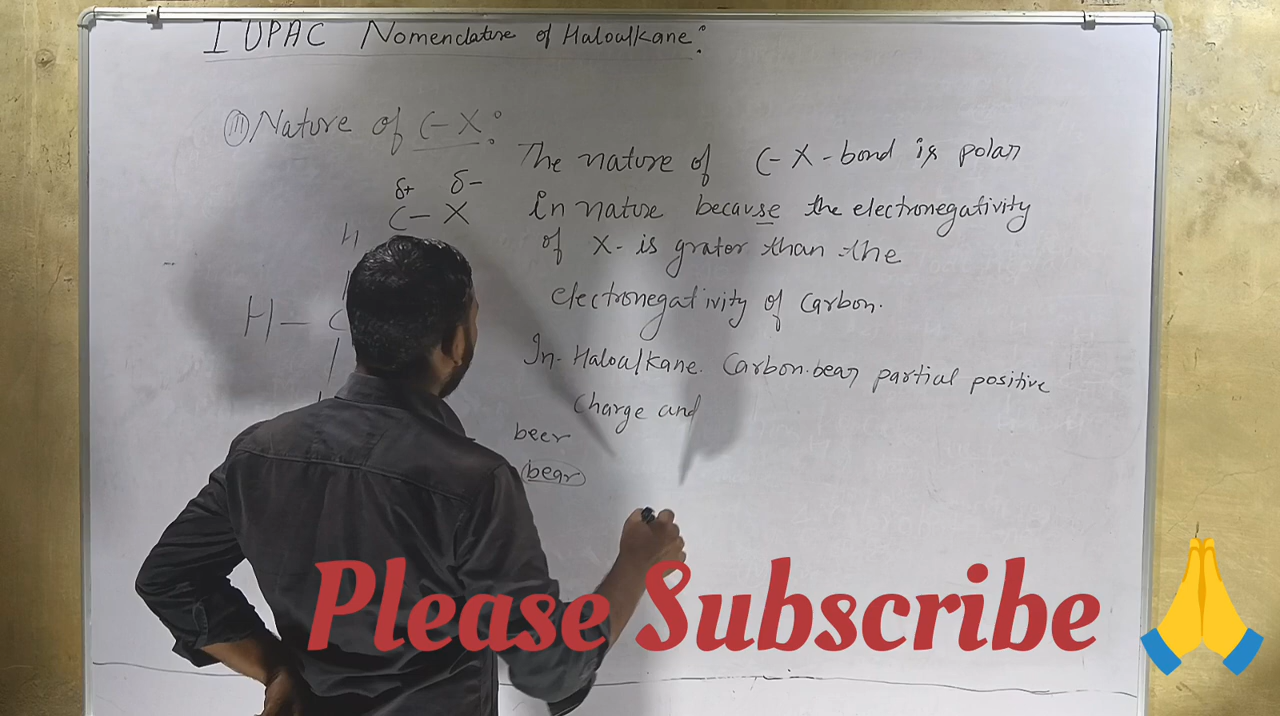 IUPAC Nomenclature of Haloalkane:
(iii) Nature of C-X:
δ+ δ-
C - X
H
H - C
The nature of C-X-bond is polar
in nature because the electronegativity
of X- is grater than the
electronegativity of carbon.
In- Haloalkane. Carbon.bear partial positive
charge and
beer
bear
Please Subscribe